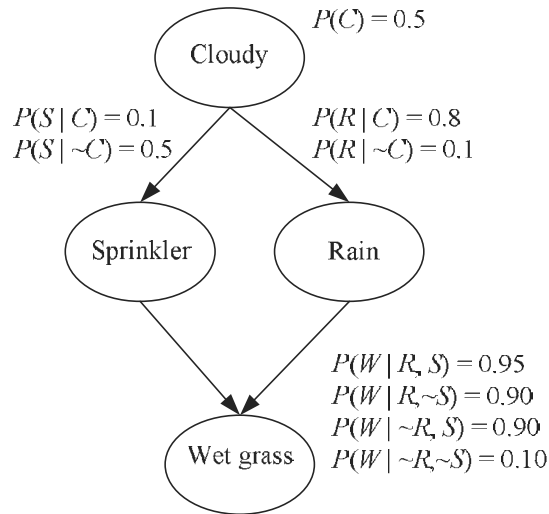 P(C) = 0.5
Cloudy
P(S | C) = 0.1
P(S | ~C) = 0.5
P(R | C) = 0.8
P(R | ~C) = 0.1
Sprinkler
Rain
P(W | R, S) = 0.95
P(W | R,~S) = 0.90
P(W | ~R, S) = 0.90
P(W | ~R,~S) = 0.10
Wet grass